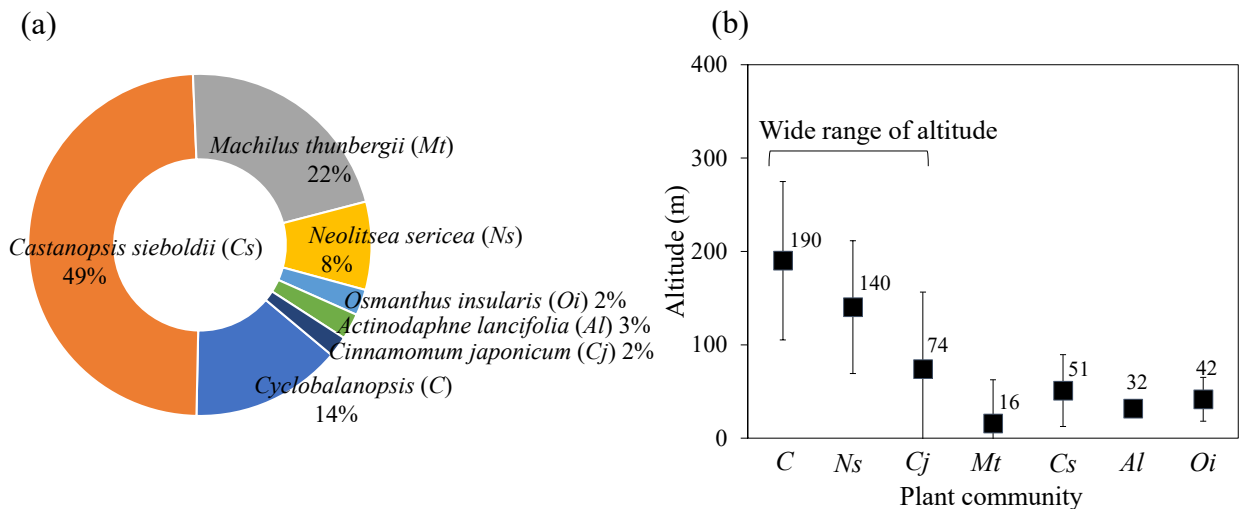 (a)
Machilus thunbergii (Mt)
22%
Castanopsis sieboldii (Cs)
49%
Neolitsea sericea (Ns)
8%
Osmanthus insularis (Oi) 2%
Actinodaphne lancifolia (Al) 3%
Cinnamomum japonicum (Cj) 2%
Cyclobalanopsis (C)
14%
(b)
400
300
200
100
0
Altitude (m)
Wide range of altitude
190
140
74
16
51
32
42
C Ns Cj Mt Cs Al Oi
Plant community